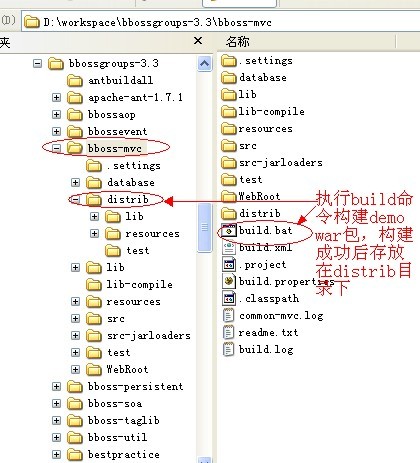 (D)
D:\workspace\bbossgroups-3.3\bboss-mvc
夹
bbossgroups-3.3
antbuildall
apache-ant-1.7.1
bbossaop
bbossevent
bboss-mvc
.settings
database
distrib
lib
resources
test
lib
lib-compile
resources
src
src-jarloaders
test
WebRoot
bboss-persistent
bboss-soa
bboss-taglib
bboss-util
bestpractice
名称
.settings
database
lib
lib-compile
resources
src
src-jarloaders
test
WebRoot
distrib
build.bat
build.xml
.project
build.properties
.classpath
common-mvc.log
readme.txt
build.log
执行build命
令构建demo
war包，构建
成功后存放
在distrib目
录下